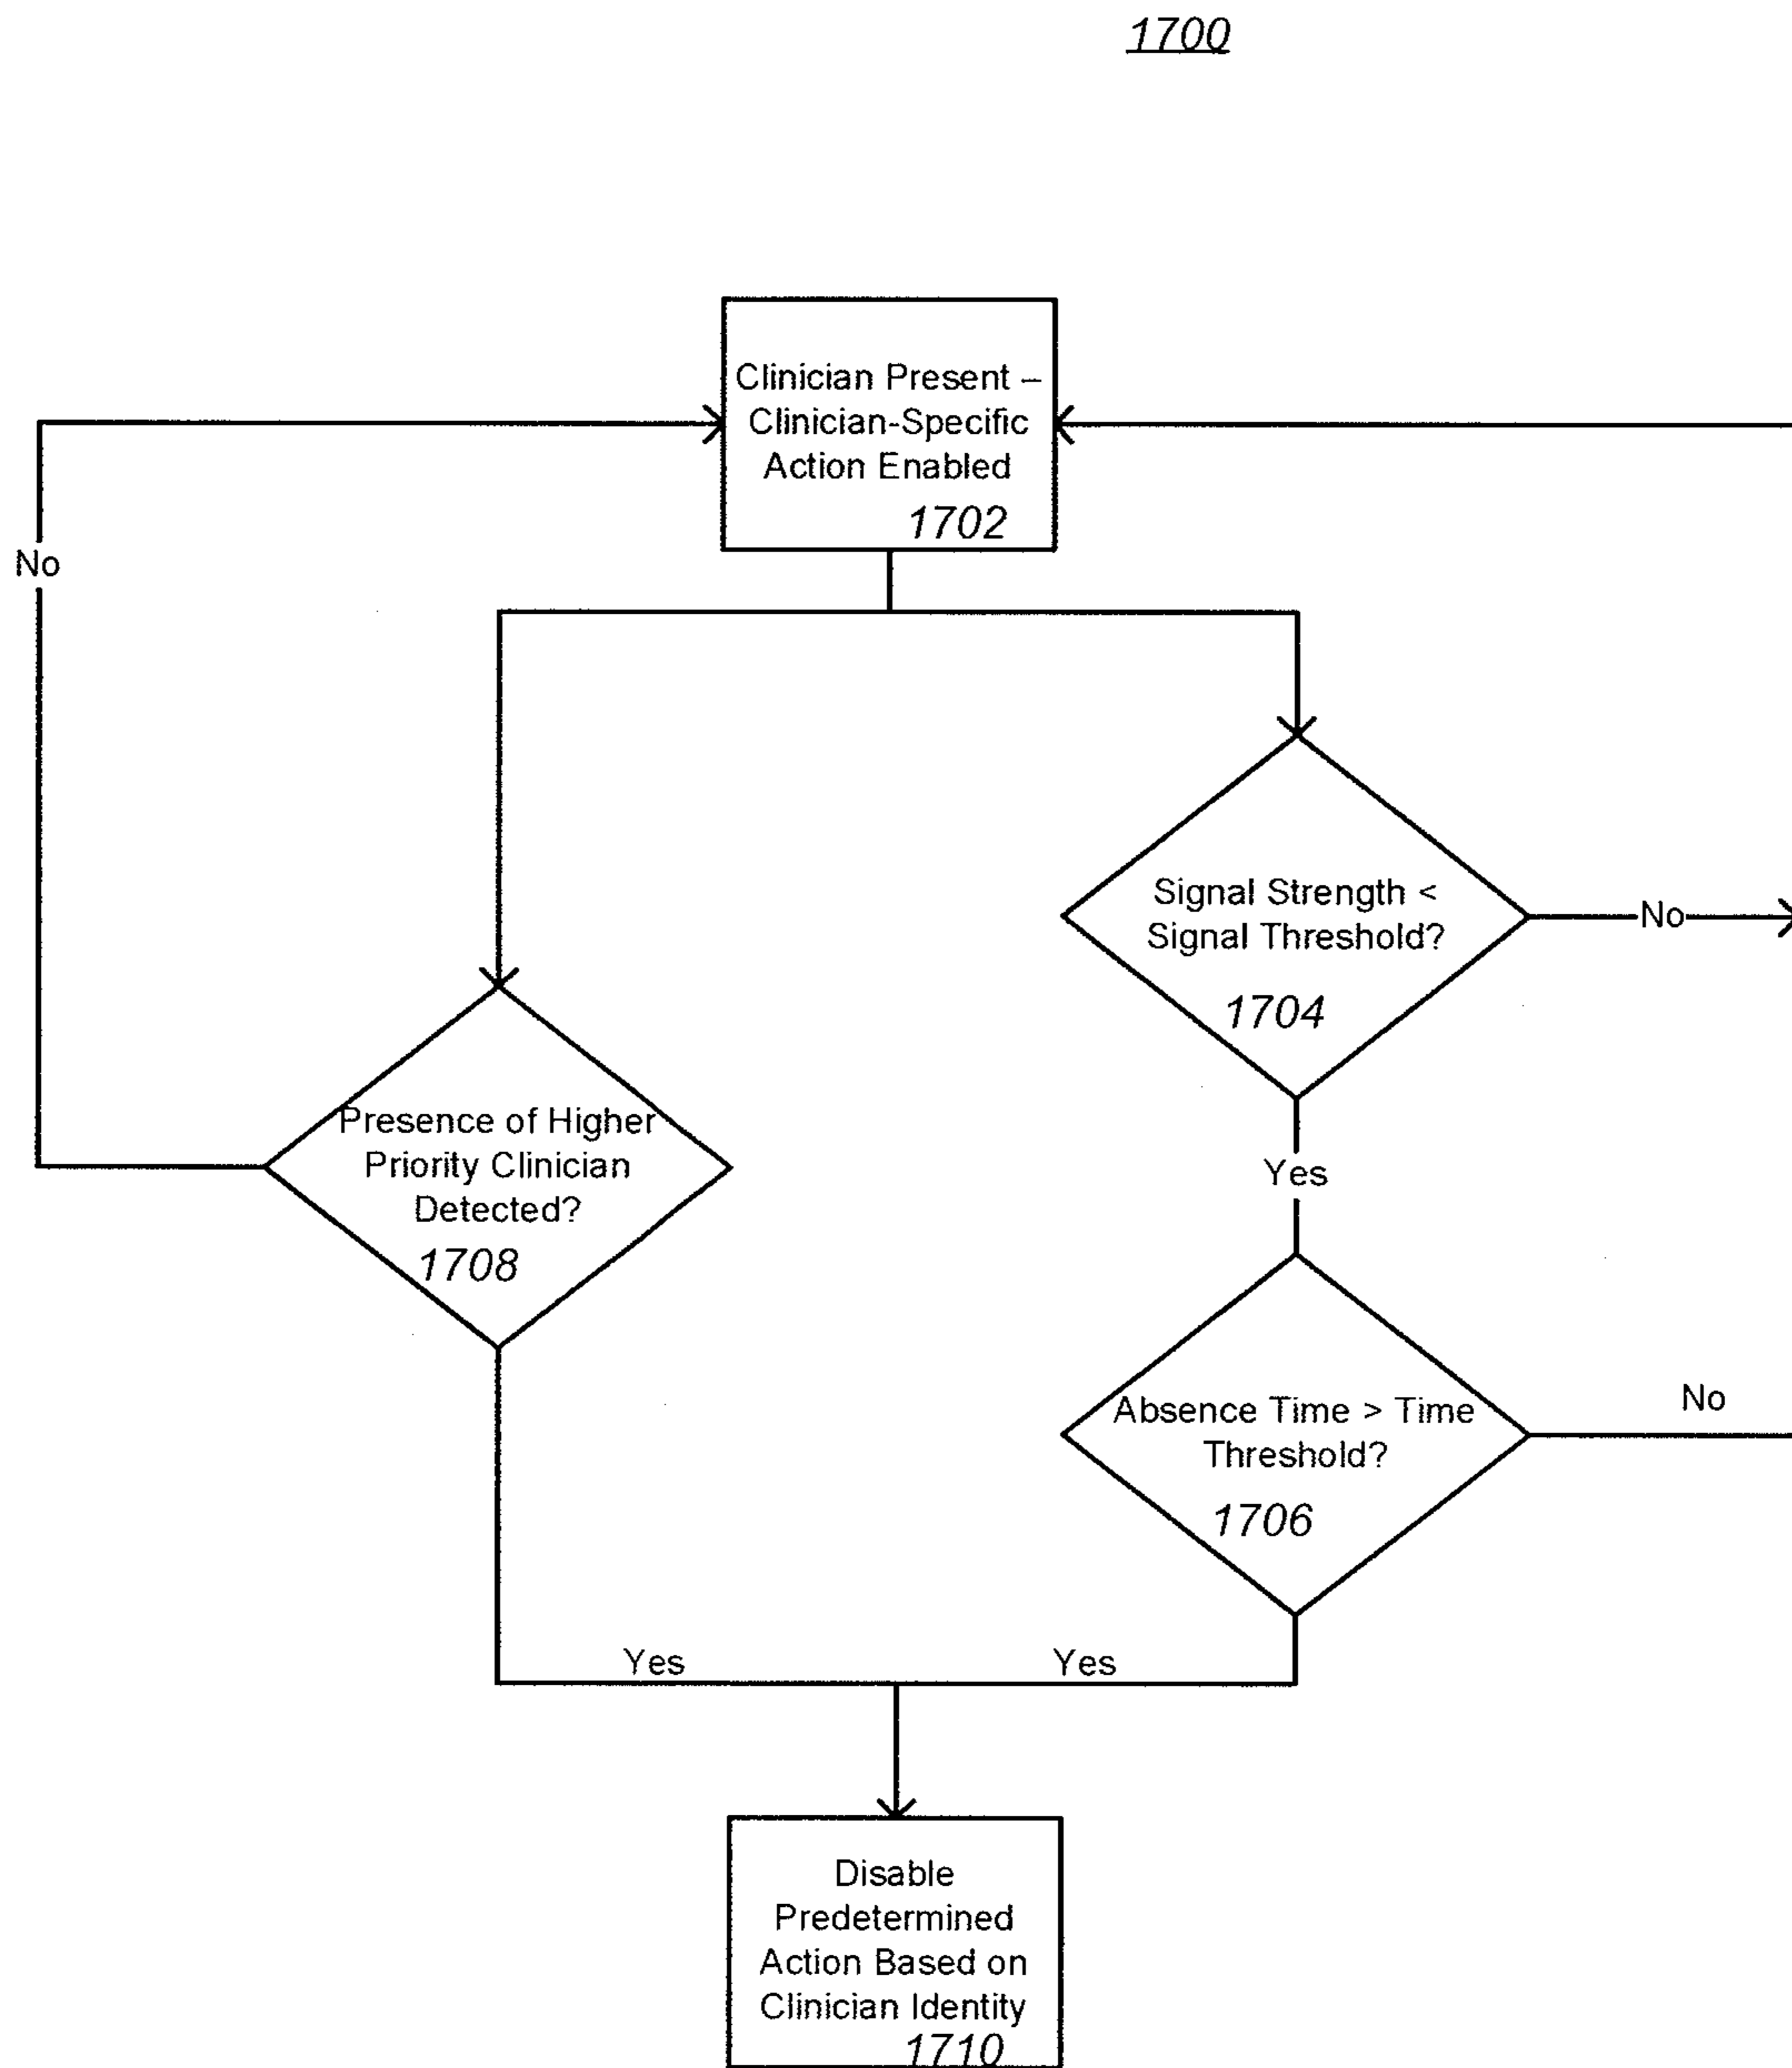 1700
Clinician Present –
Clinician-Specific
Action Enabled
1702
No
Signal Strength <
Signal Threshold?
1704
No
Yes
Presence of Higher
Priority Clinician
Detected?
1708
Absence Time > Time
Threshold?
1706
No
Yes
Yes
Disable
Predetermined
Action Based on
Clinician Identity
1710